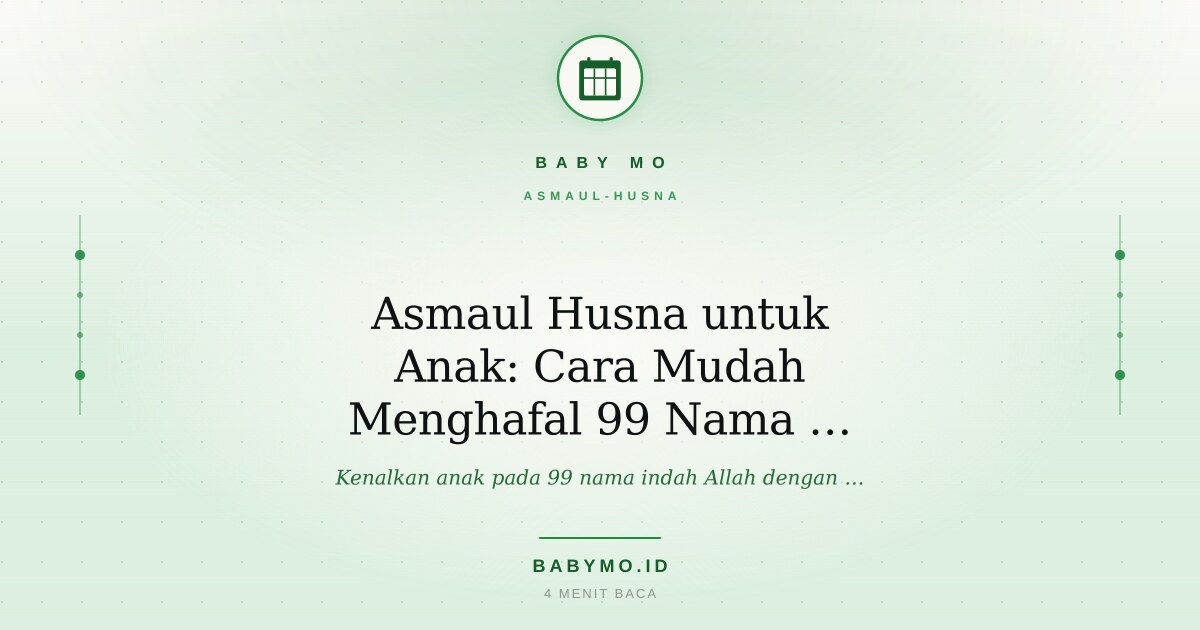 BABY MO
ASMAUL-HUSNA
Asmaul Husna untuk
Anak: Cara Mudah
Menghafal 99 Nama ...
Kenalkan anak pada 99 nama indah Allah dengan ...
BABYMO.ID
4 MENIT BACA